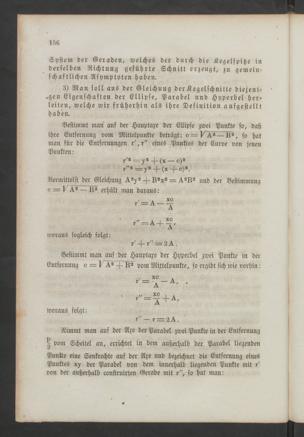 156
System der Geraden, welches der durch die Kegelspitze in
derselben Richtung geführte Schnitt erzeugt, zu gemein-
schaftlichen Asymptoten haben.
3) Man soll aus der Gleichung der Kegelschnitte diejeni-
gen Eigenschaften der Ellipse, Parabel und Hyperbel her-
leiten, welche wir früherhin als ihre Definition aufgestellt
haben.
Bestimmt man auf der Hauptaxe der Ellipse zwei Punkte so, daß
ihre Entfernung vom Mittelpunkte beträgt: e = √A² — B², so hat
man für die Entfernungen r', r'' eines Punktes der Curve von jenen
Punkten:
r'² = y² + (x — e)²
r''² = y² + (x + e)².
Vermittelst der Gleichung A²y² + B²x² = A²B² und der Bestimmung
e = √A² — B² erhält man daraus:
r' = A — xe/A
r'' = A + xe/A,
woraus sogleich folgt:
r' + r'' = 2A.
Bestimmt man auf der Hauptaxe der Hyperbel zwei Punkte in der
Entfernung e = √A² + B² vom Mittelpunkte, so ergibt sich wie vorhin:
r' = xe/A — A,
r'' = xe/A + A,
woraus folgt:
r'' — r = 2A.
Nimmt man auf der Axe der Parabel zwei Punkte in der Entfernung
p/2 vom Scheitel an, errichtet in dem außerhalb der Parabel liegenden
Punkte eine Senkrechte auf der Axe und bezeichnet die Entfernung eines
Punktes xy der Parabel von dem innerhalb liegenden Punkte mit r'
von der außerhalb construirten Gerade mit r'', so hat man: